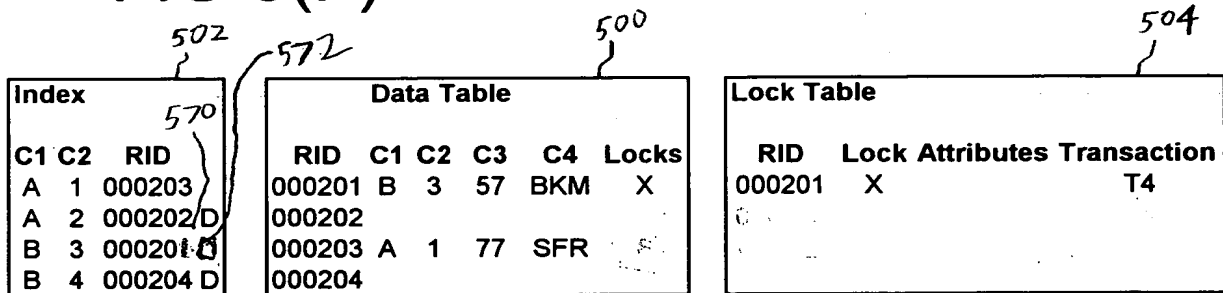 502
572
500
504
Index
570
C1 C2 RID
A 1 000203
A 2 000202 D
B 3 000201
B 4 000204 D
Data Table
RID C1 C2 C3 C4 Locks
000201 B 3 57 BKM X
000202
000203 A 1 77 SFR
000204
Lock Table
RID Lock Attributes Transaction
000201 X T4